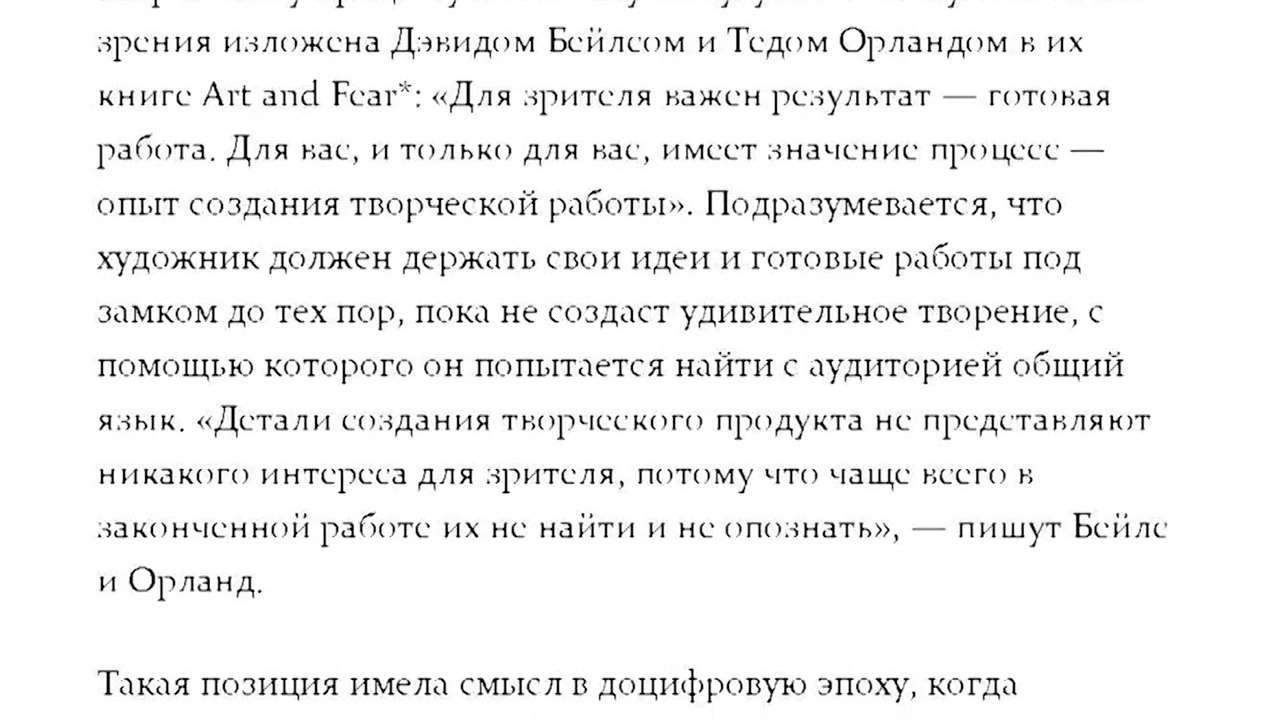 зрения изложена Дэвидом Бейлсом и Тедом Орландом в их
книге Art and Fear*: «Для зрителя важен результат — готовая
работа. Для вас, и только для вас, имеет значение процесс —
опыт создания творческой работы». Подразумевается, что
художник должен держать свои идеи и готовые работы под
замком до тех пор, пока не создаст удивительное творение, с
помощью которого он попытается найти с аудиторией общий
язык. «Детали создания творческого продукта не представляют
никакого интереса для зрителя, потому что чаще всего в
законченной работе их не найти и не опознать», — пишут Бейлс
и Орланд.
Такая позиция имела смысл в доцифровую эпоху, когда